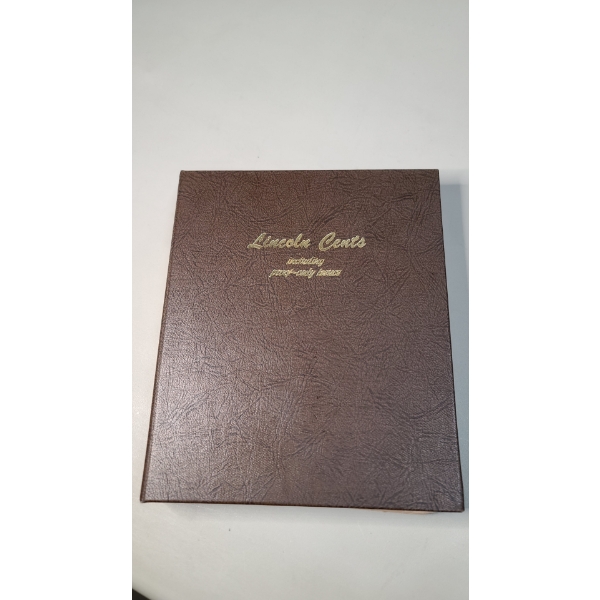 Lincoln Cents
including
proof-only issues